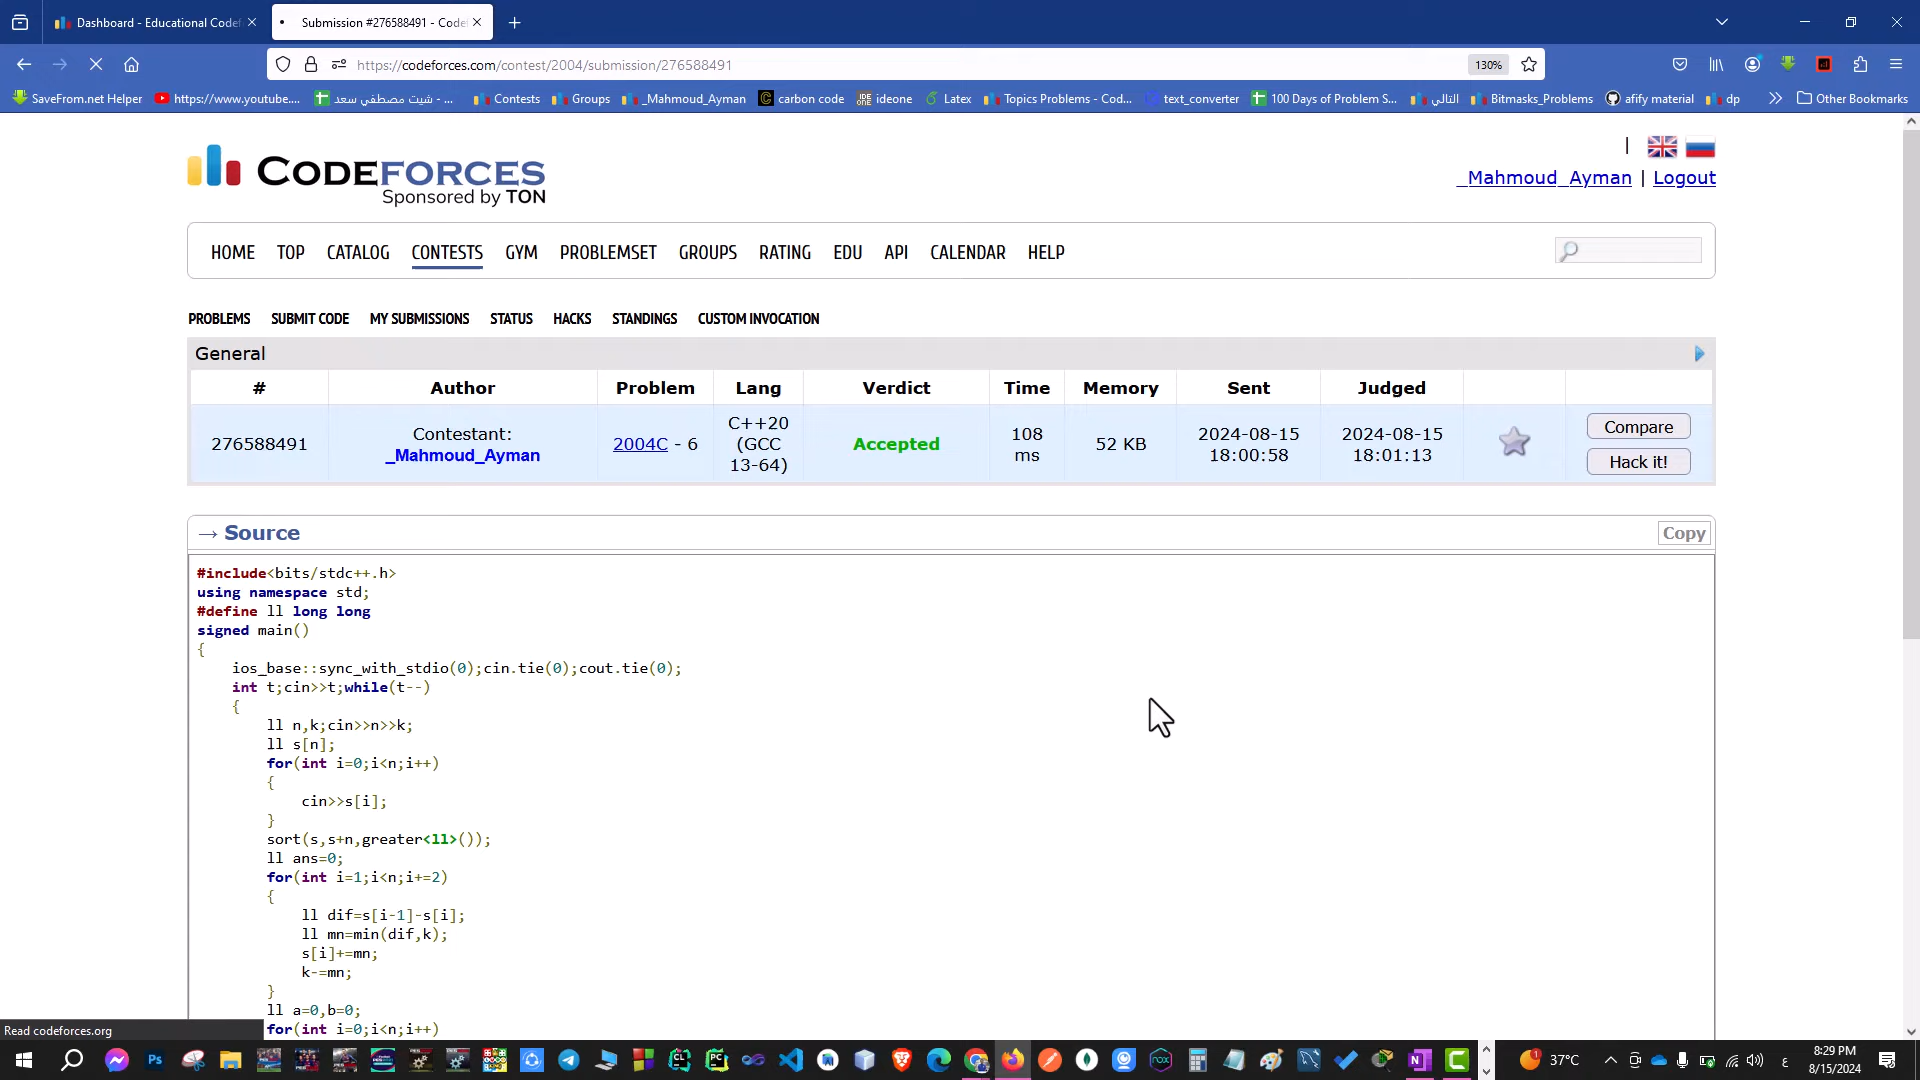 Dashboard - Educational Codef
Submission #276588491 - Code
https://codeforces.com/contest/2004/submission/276588491
130%
SaveFrom.net Helper
https://www.youtube....
شيت مصطفي سعد - ...
Contests
Groups
_Mahmoud_Ayman
carbon code
ideone
Latex
Topics Problems - Cod...
text_converter
100 Days of Problem S...
التالي
Bitmasks_Problems
afify material
dp
Other Bookmarks
CODEFORCES
Sponsored by TON
|
_Mahmoud_Ayman | Logout
HOME TOP CATALOG CONTESTS GYM PROBLEMSET GROUPS RATING EDU API CALENDAR HELP
PROBLEMS SUBMIT CODE MY SUBMISSIONS STATUS HACKS STANDINGS CUSTOM INVOCATION
General
# Author Problem Lang Verdict Time Memory Sent Judged
276588491
Contestant:
_Mahmoud_Ayman
2004C - 6
C++20
(GCC
13-64)
Accepted
108
ms
52 KB
2024-08-15
18:00:58
2024-08-15
18:01:13
Compare
Hack it!
→ Source
Copy
#include<bits/stdc++.h>
using namespace std;
#define ll long long
signed main()
{
ios_base::sync_with_stdio(0);cin.tie(0);cout.tie(0);
int t;cin>>t;while(t--)
{
ll n,k;cin>>n>>k;
ll s[n];
for(int i=0;i<n;i++)
{
cin>>s[i];
}
sort(s,s+n,greater<ll>());
ll ans=0;
for(int i=1;i<n;i+=2)
{
ll dif=s[i-1]-s[i];
ll mn=min(dif,k);
s[i]+=mn;
k-=mn;
}
ll a=0,b=0;
for(int i=0;i<n;i++)
Read codeforces.org
37°C
ع
8:29 PM
8/15/2024